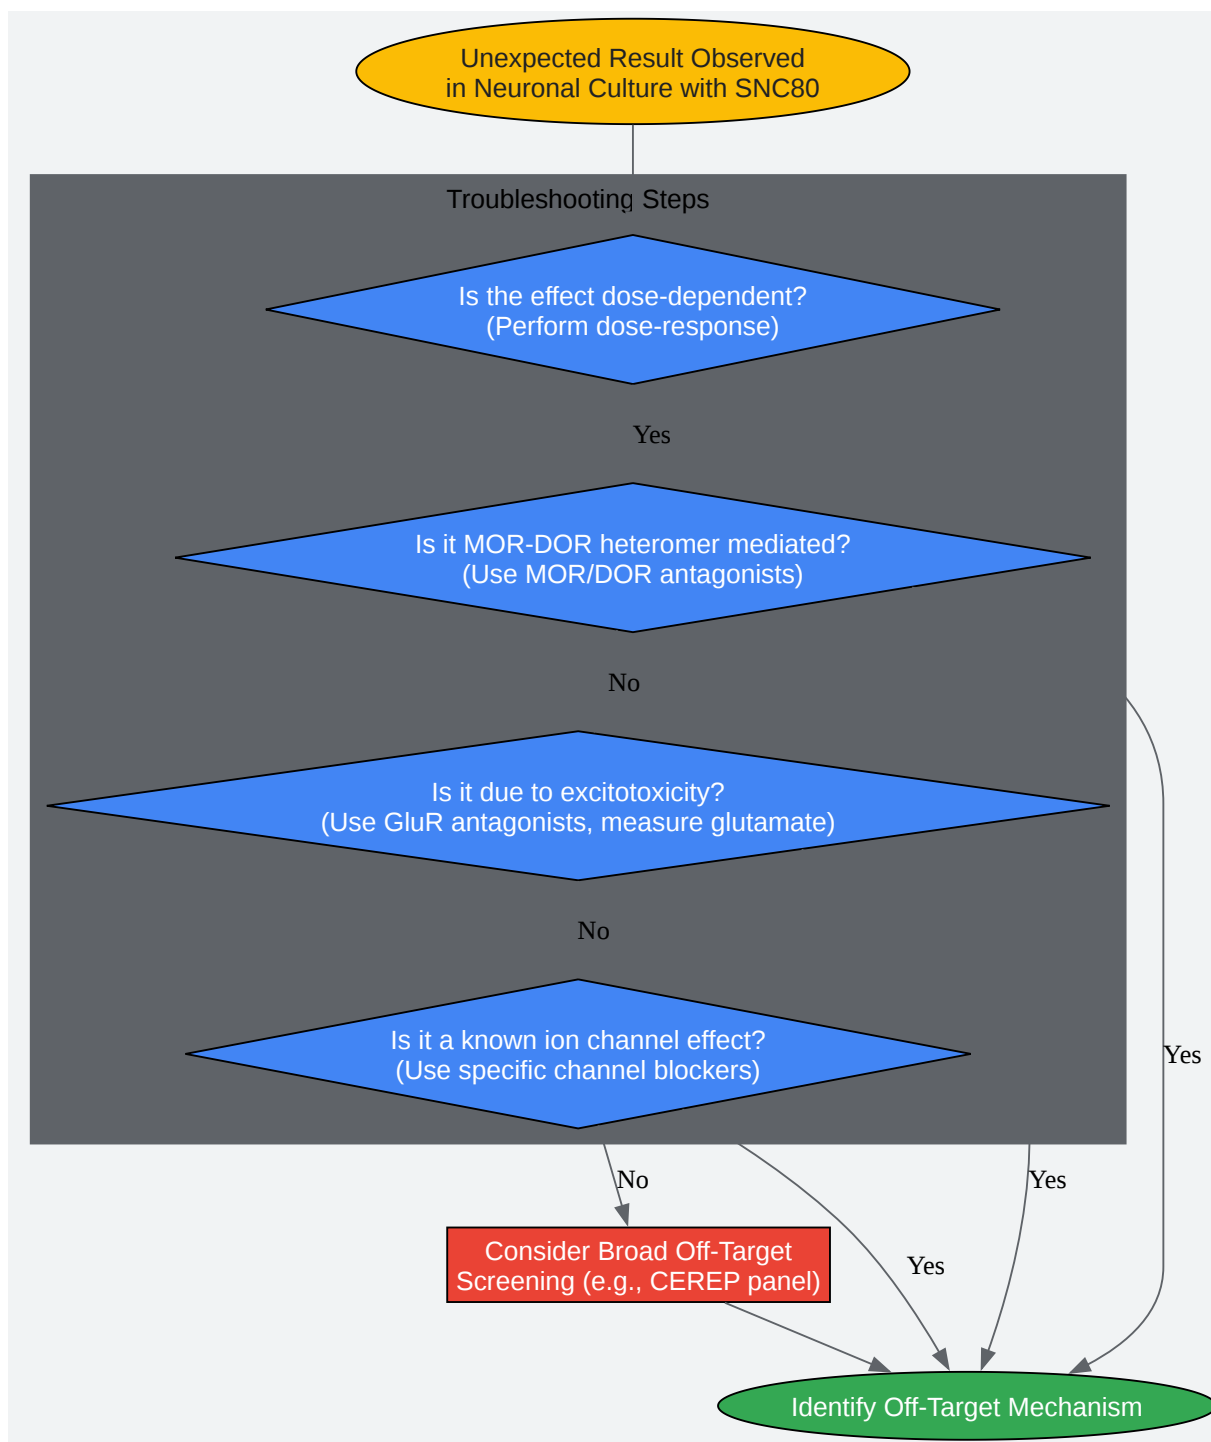 Unexpected Result Observed
in Neuronal Culture with SNC80
Troubleshooting Steps
Is the effect dose-dependent?
(Perform dose-response)
Yes
Is it MOR-DOR heteromer mediated?
(Use MOR/DOR antagonists)
No
Is it due to excitotoxicity?
(Use GluR antagonists, measure glutamate)
No
Is it a known ion channel effect?
(Use specific channel blockers)
Yes
No
Yes
Consider Broad Off-Target
Screening (e.g., CEREP panel)
Yes
Identify Off-Target Mechanism